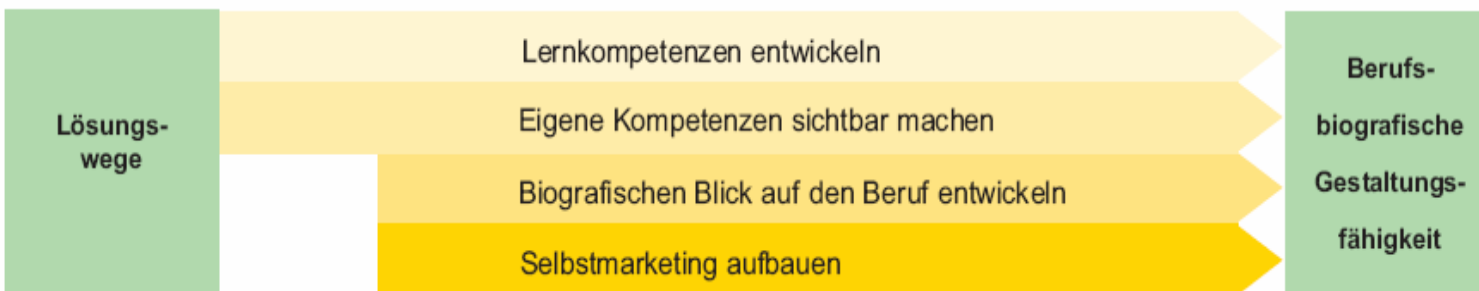 Lösungs-
wege
Lernkompetenzen entwickeln
Eigene Kompetenzen sichtbar machen
Biografischen Blick auf den Beruf entwickeln
Selbstmarketing aufbauen
Berufs-
biografische
Gestaltungs-
fähigkeit